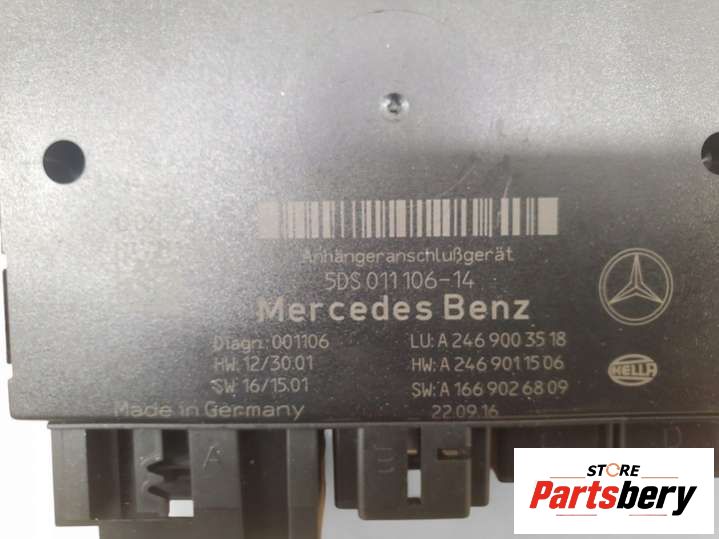 Anhängeranschlußgerät
5DS 011 106-14
Mercedes Benz
Diagn.: 001106
LU: A 246 900 35 18
HW: 12/30.01
HW: A 246 901 15 06
SW: 16/15.01
SW: A 166 902 68 09
Made in Germany
22.09.16
HELLA
A
B
C
D
STORE
Partsbery